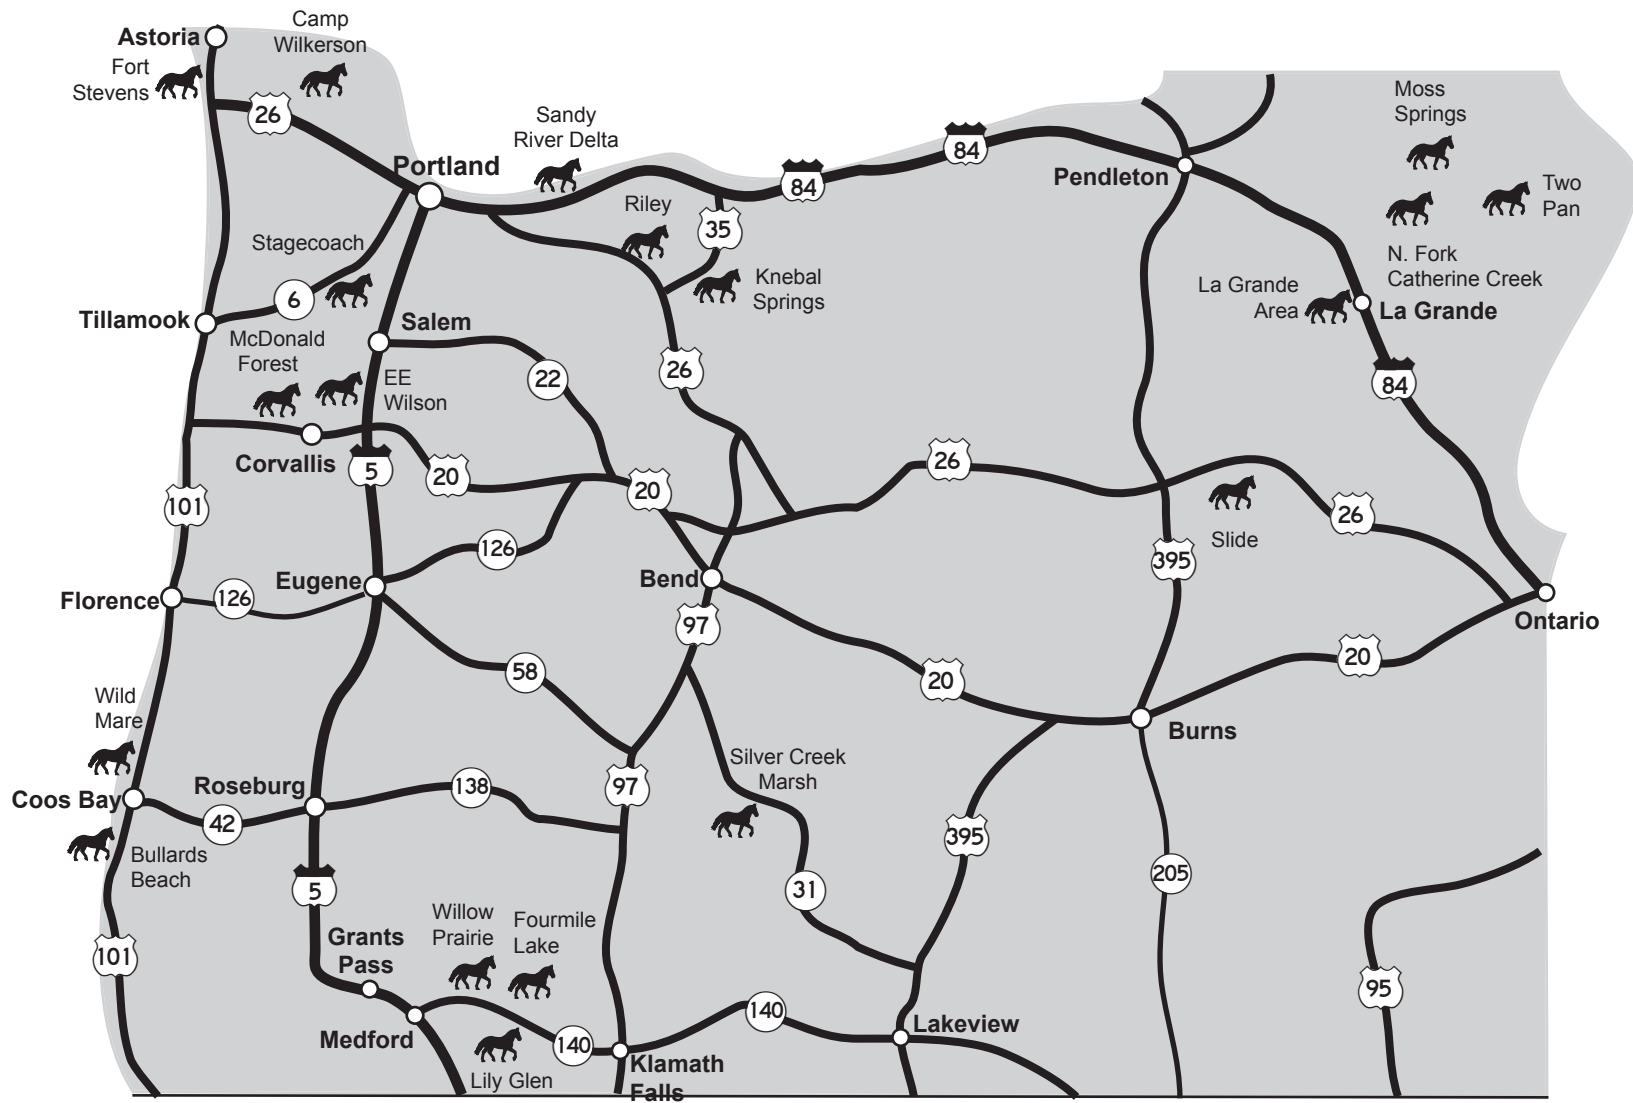 Camp
Wilkerson
Astoria
Fort
Stevens
26
Sandy
River Delta
Portland
84
84
Pendleton
Moss
Springs
Two
Pan
Riley
35
Stagecoach
Knebal
Springs
N. Fork
Catherine Creek
La Grande
Area
La Grande
6
Tillamook
Salem
McDonald
Forest
EE
Wilson
22
26
84
Corvallis
5
20
20
26
26
101
126
395
Slide
Florence
126
Eugene
Bend
97
Ontario
58
20
20
Burns
Wild
Mare
Silver Creek
Marsh
Coos Bay
42
Roseburg
138
97
395
Bullards
Beach
5
31
205
Willow
Prairie
Fourmile
Lake
Grants
Pass
101
95
Medford
140
140
Lakeview
Lily Glen
Klamath
Falls